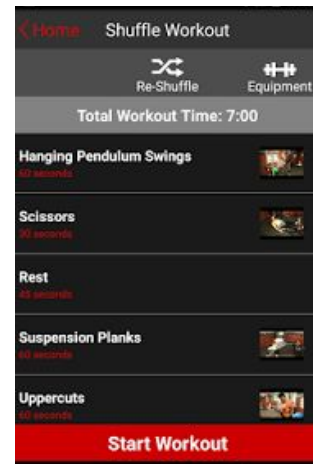 Home
Shuffle Workout
Re-Shuffle
Equipment
Total Workout Time: 7:00
Hanging Pendulum Swings
60 seconds
Scissors
30 seconds
Rest
45 seconds
Suspension Planks
60 seconds
Uppercuts
60 seconds
Start Workout